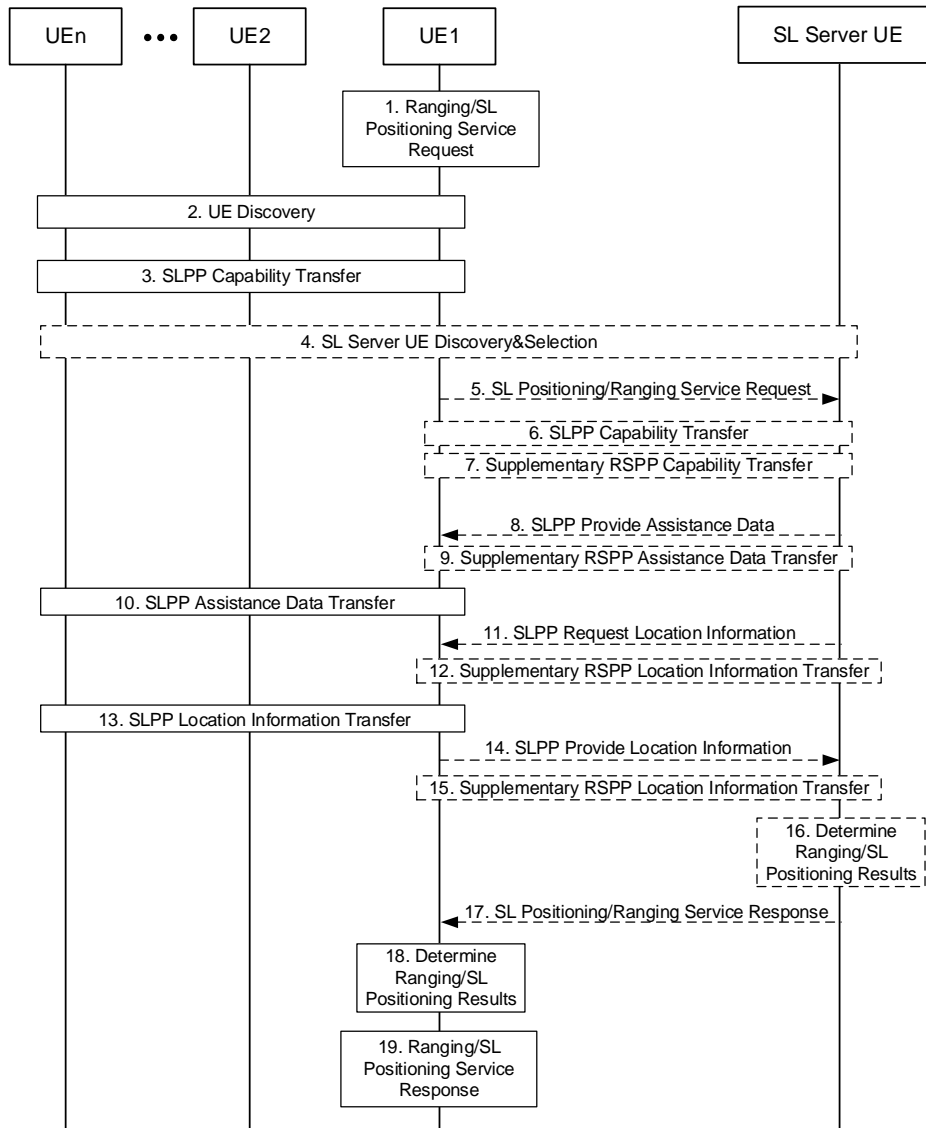 UEn
•••
UE2
UE1
SL Server UE
1. Ranging/SL
Positioning Service
Request
2. UE Discovery
3. SLPP Capability Transfer
4. SL Server UE Discovery&Selection
5. SL Positioning/Ranging Service Request
6. SLPP Capability Transfer
7. Supplementary RSPP Capability Transfer
8. SLPP Provide Assistance Data
9. Supplementary RSPP Assistance Data Transfer
10. SLPP Assistance Data Transfer
11. SLPP Request Location Information
12. Supplementary RSPP Location Information Transfer
13. SLPP Location Information Transfer
14. SLPP Provide Location Information
15. Supplementary RSPP Location Information Transfer
16. Determine
Ranging/SL
Positioning Results
17. SL Positioning/Ranging Service Response
18. Determine
Ranging/SL
Positioning Results
19. Ranging/SL
Positioning Service
Response